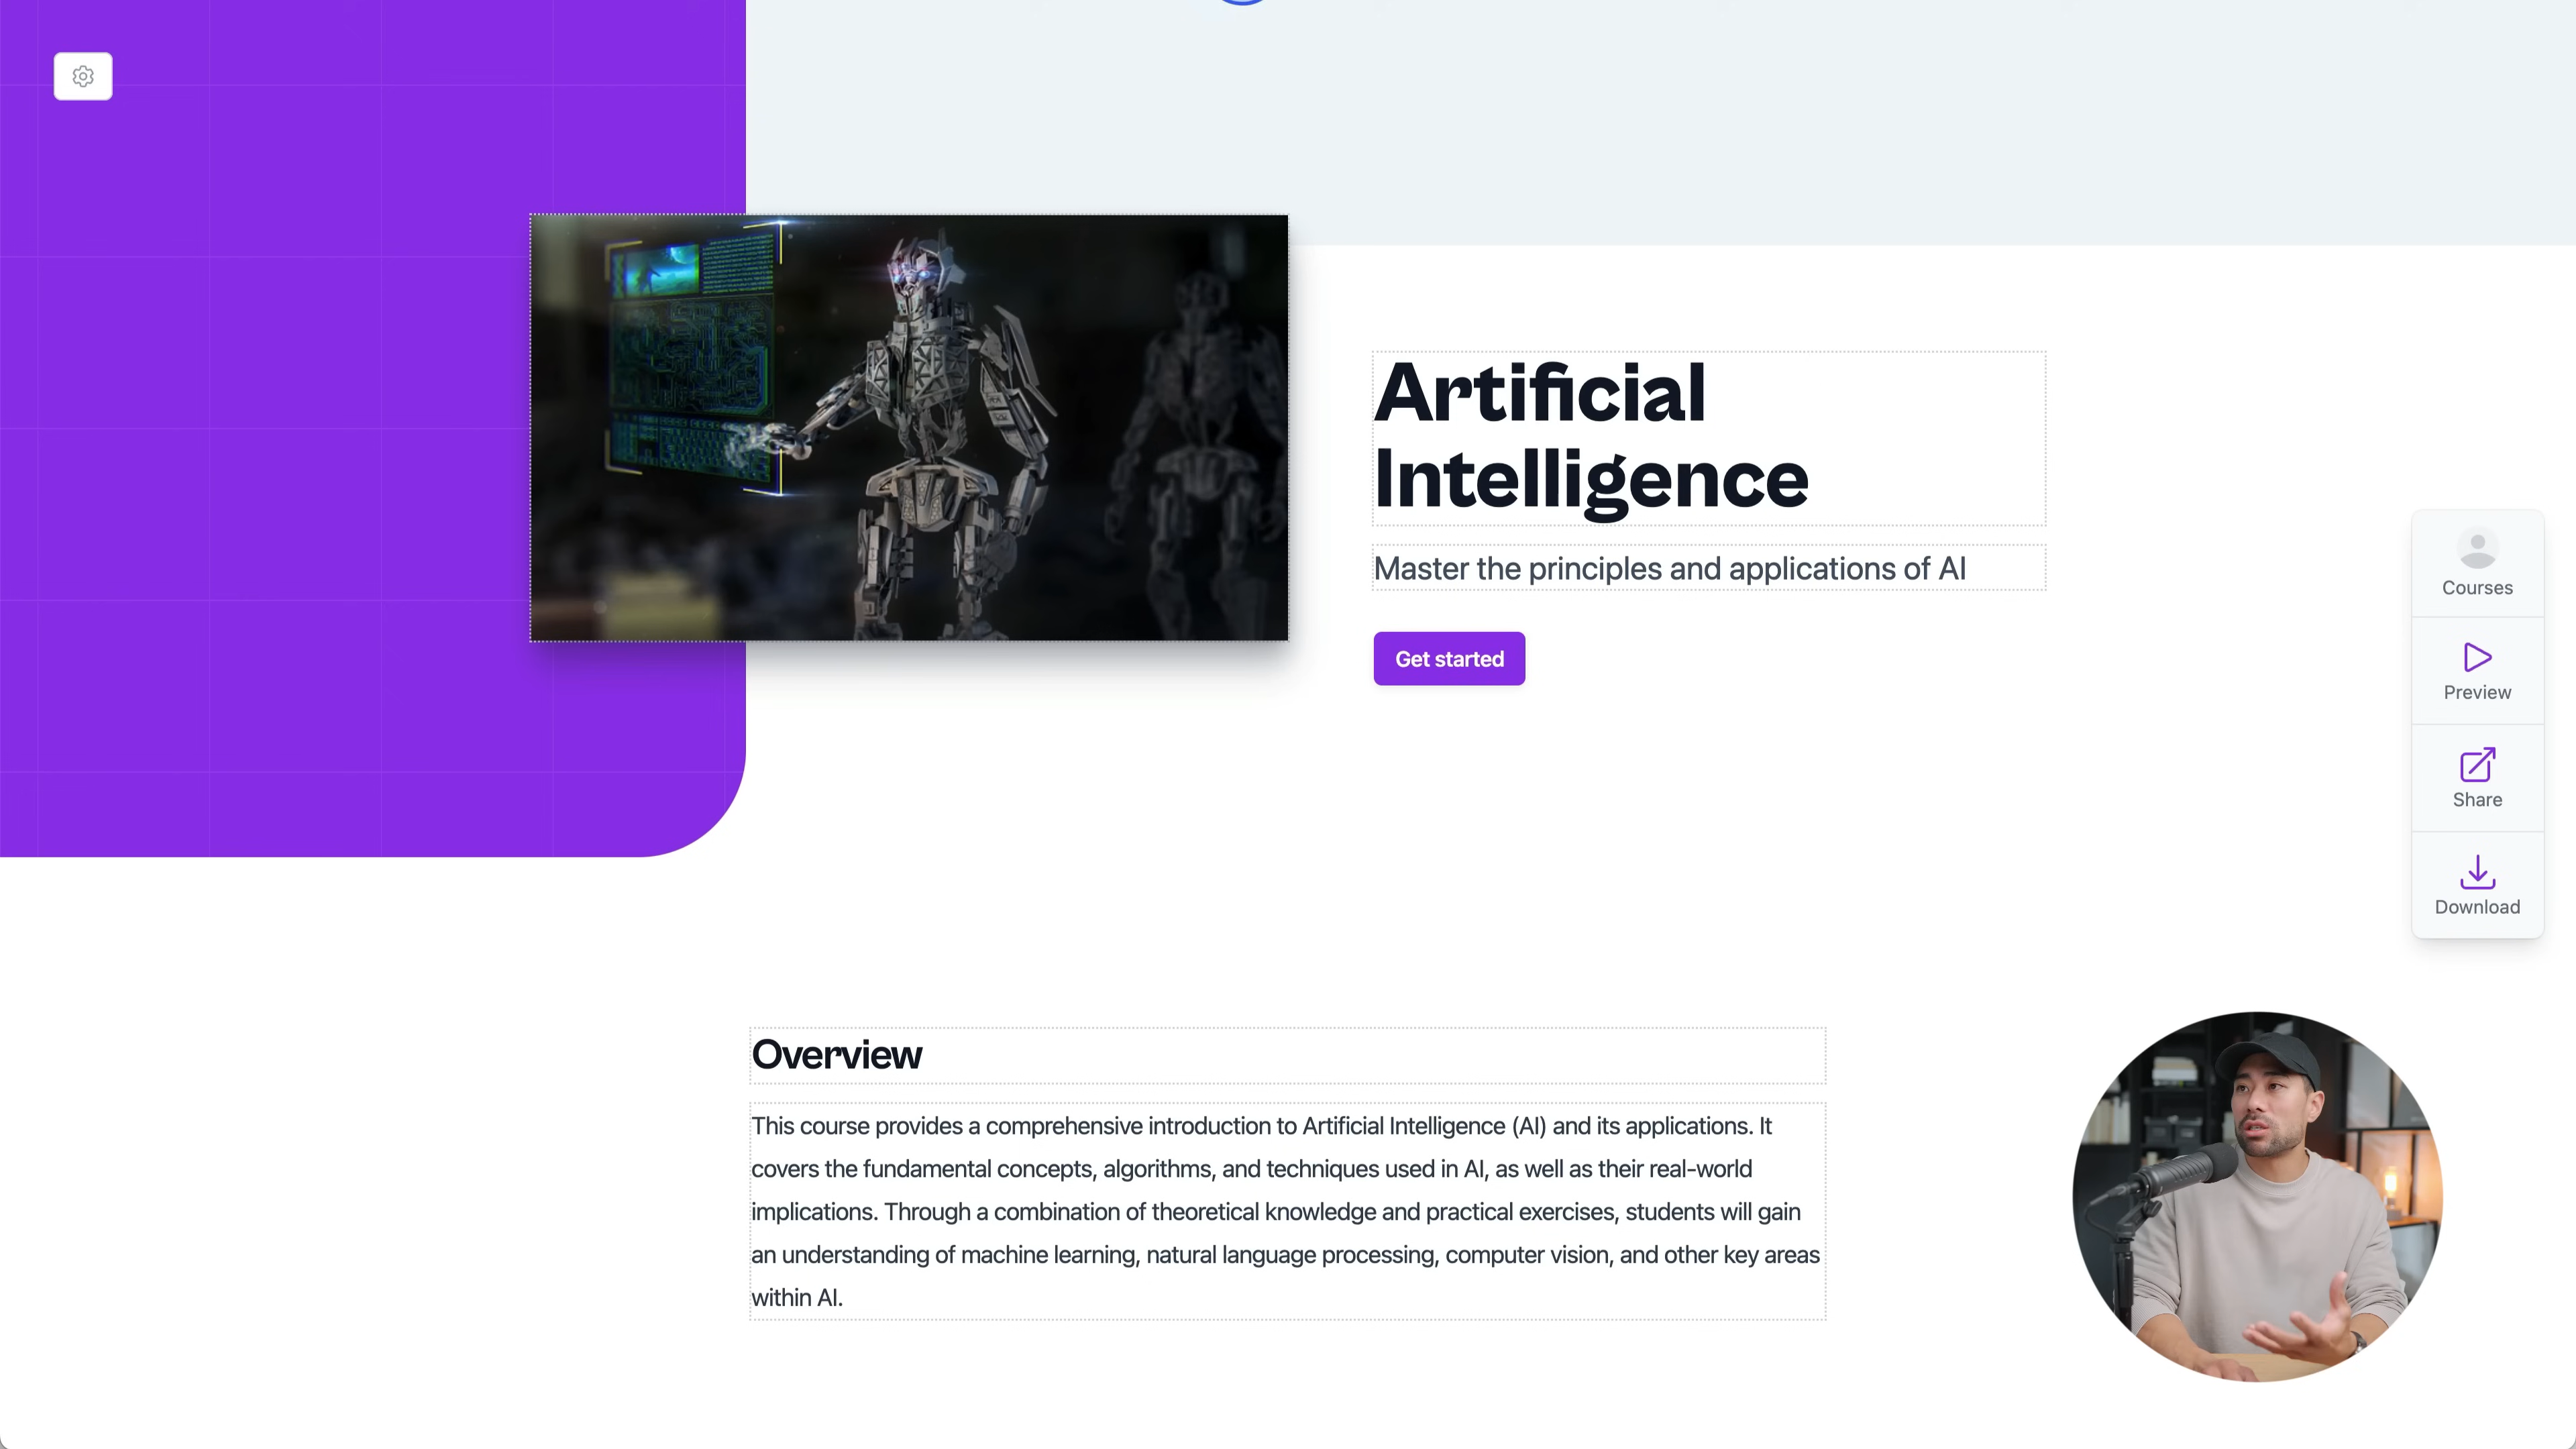 Artificial
Intelligence
Master the principles and applications of AI
Get started
Courses
Preview
Share
Download
Overview
This course provides a comprehensive introduction to Artificial Intelligence (AI) and its applications. It
covers the fundamental concepts, algorithms, and techniques used in AI, as well as their real-world
implications. Through a combination of theoretical knowledge and practical exercises, students will gain
an understanding of machine learning, natural language processing, computer vision, and other key areas
within AI.